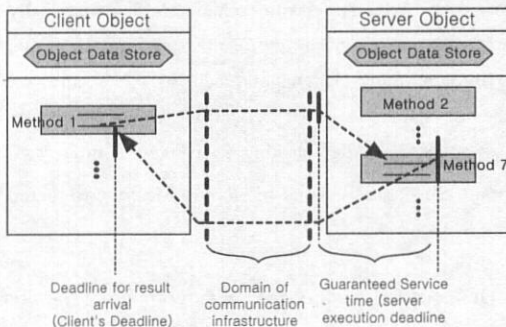 Client Object
Server Object
Object Data Store
Object Data Store
Method 1
Method 2
Method 7
Deadline for result
arrival
(Client's Deadline)
Domain of
communication
infrastructure
Guaranteed Service
time (server
execution deadline